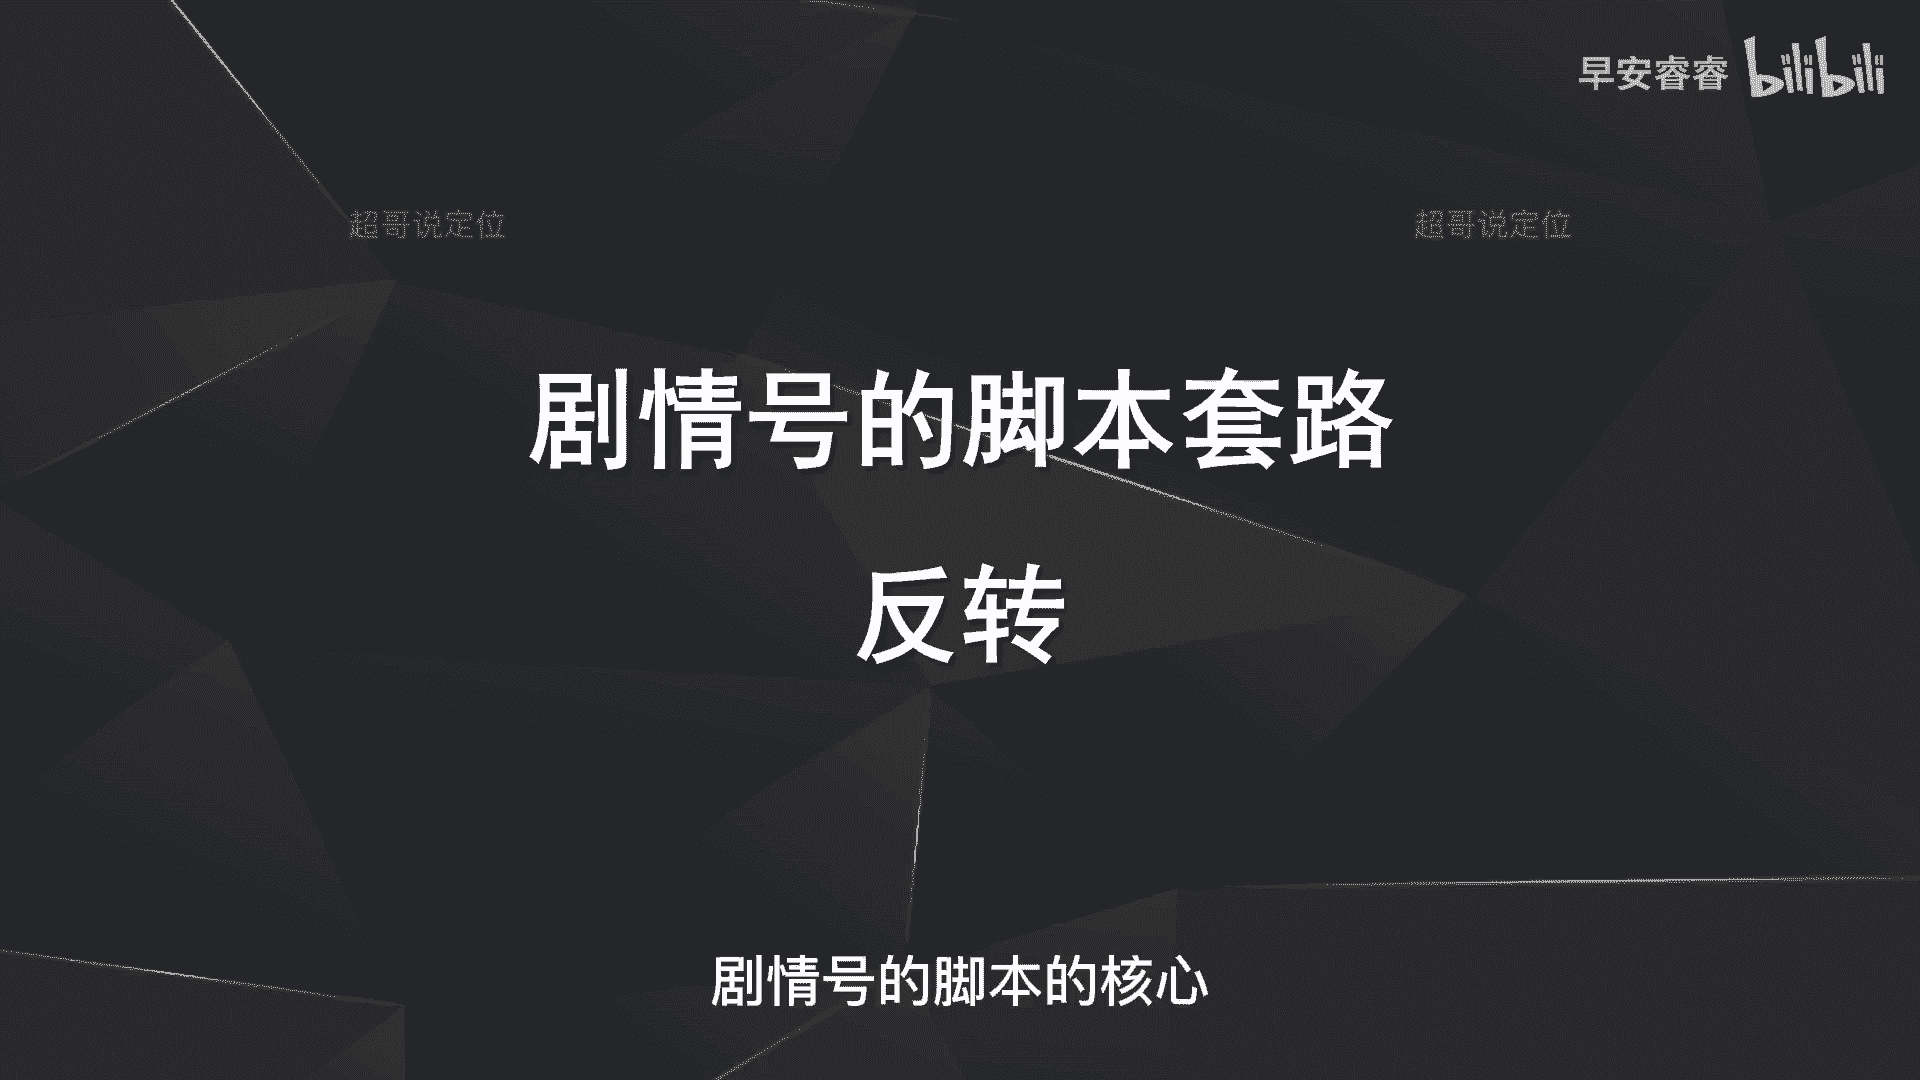 早安睿睿 bilibili
超哥说定位 超哥说定位
剧情号的脚本套路
反转
剧情号的脚本的核心